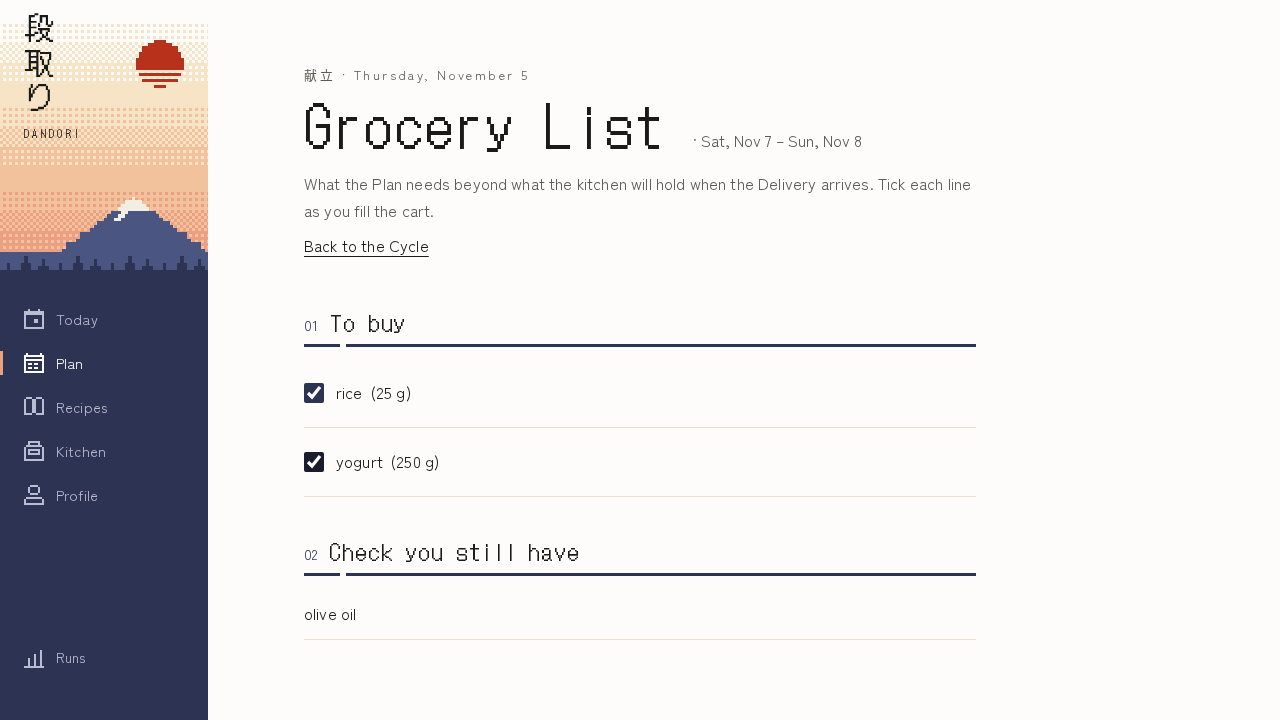 段取り
DANDORI
Today
Plan
Recipes
Kitchen
Profile
Runs
献立 · Thursday, November 5
Grocery List · Sat, Nov 7 – Sun, Nov 8
What the Plan needs beyond what the kitchen will hold when the Delivery arrives. Tick each line
as you fill the cart.
Back to the Cycle
01 To buy
rice (25 g)
yogurt (250 g)
02 Check you still have
olive oil